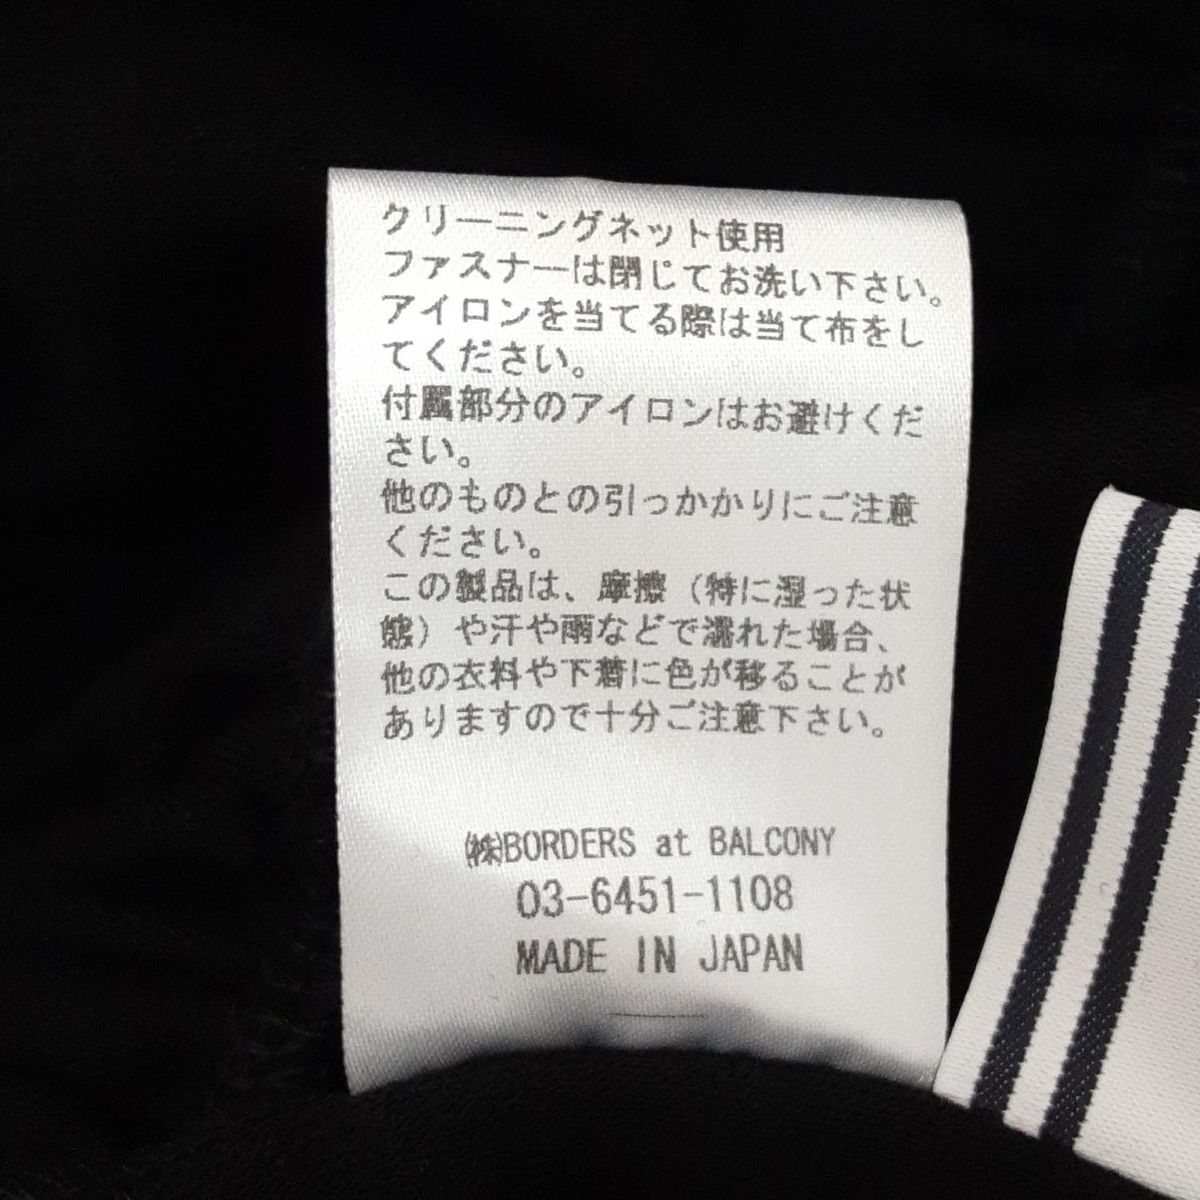 クリーニングネット使用
ファスナーは閉じてお洗い下さい。
アイロンを当てる際は当て布をし
てください。
付属部分のアイロンはお避けくだ
さい。
他のものとの引っかかりにご注意
ください。
この製品は、摩擦（特に湿った状
態）や汗や雨などで濡れた場合、
他の衣料や下着に色が移ることが
ありますので十分ご注意下さい。
㈱BORDERS at BALCONY
03-6451-1108
MADE IN JAPAN